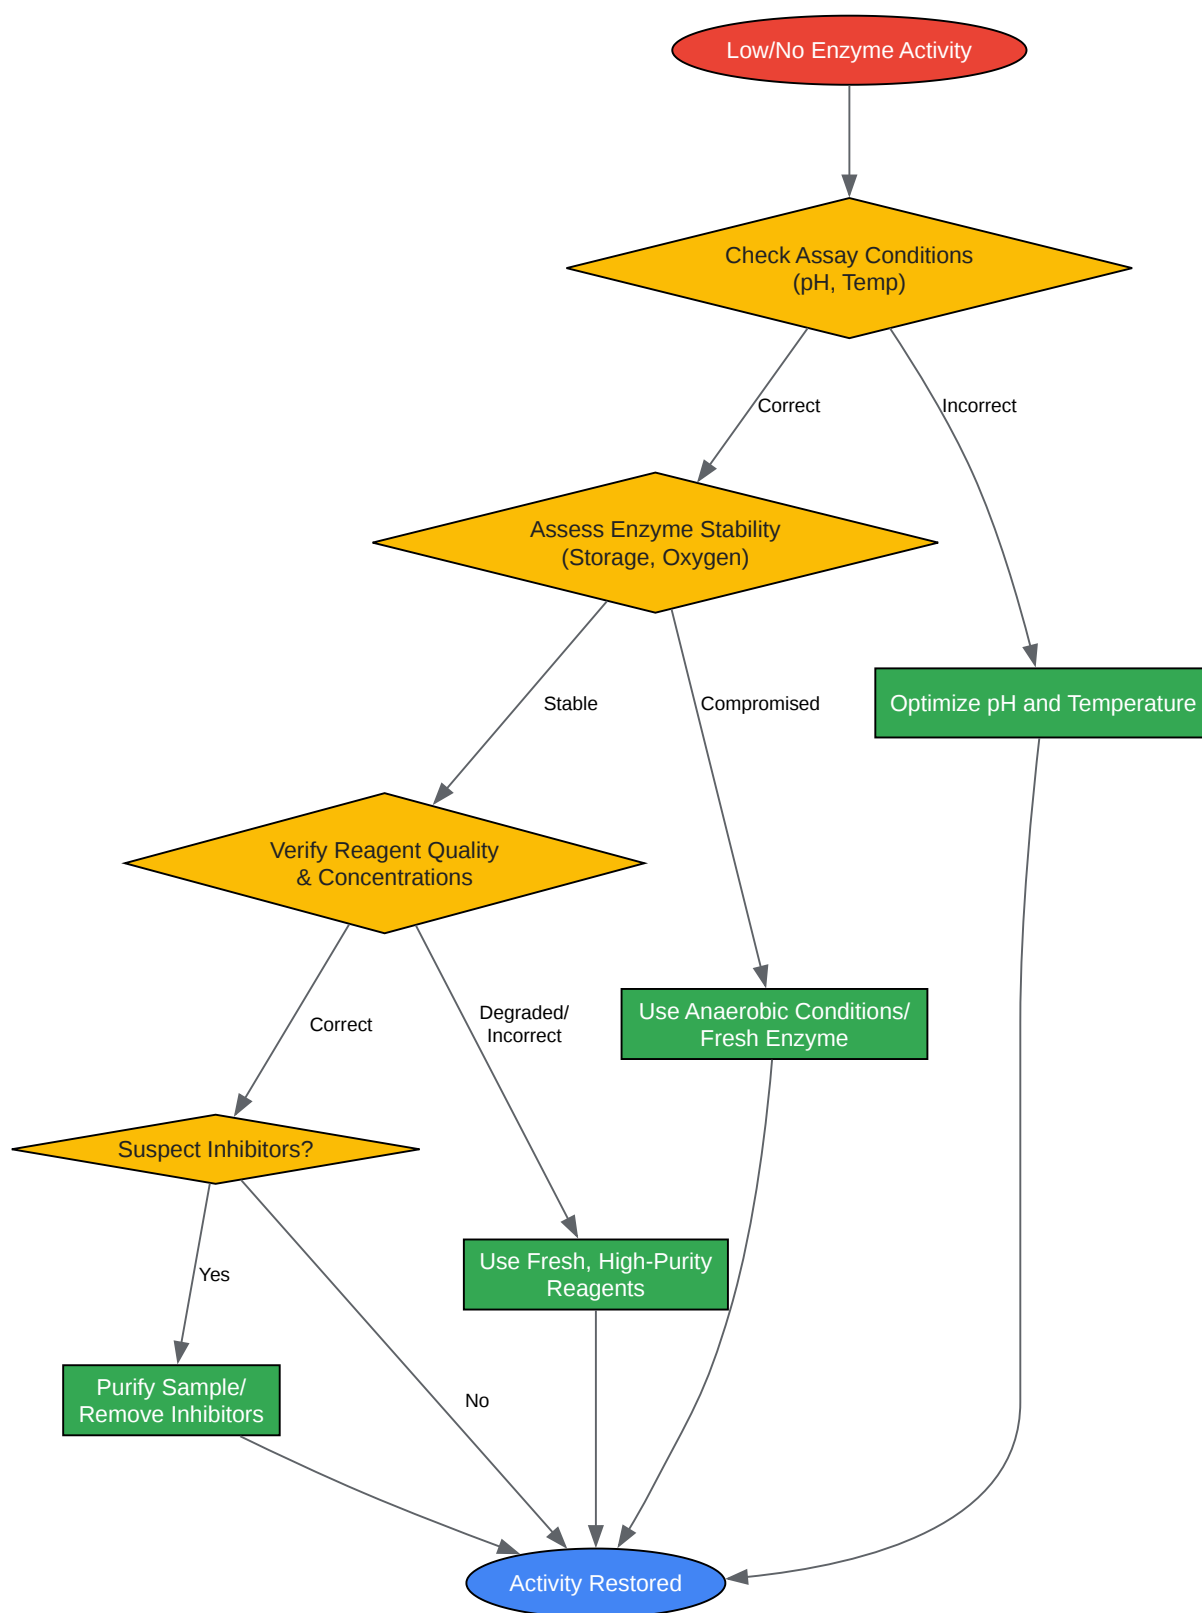 Low/No Enzyme Activity
Check Assay Conditions
(pH, Temp)
Correct
Incorrect
Assess Enzyme Stability
(Storage, Oxygen)
Stable
Compromised
Optimize pH and Temperature
Verify Reagent Quality
& Concentrations
Correct
Degraded/
Incorrect
Use Anaerobic Conditions/
Fresh Enzyme
Suspect Inhibitors?
Yes
Use Fresh, High-Purity
Reagents
Purify Sample/
Remove Inhibitors
No
Activity Restored